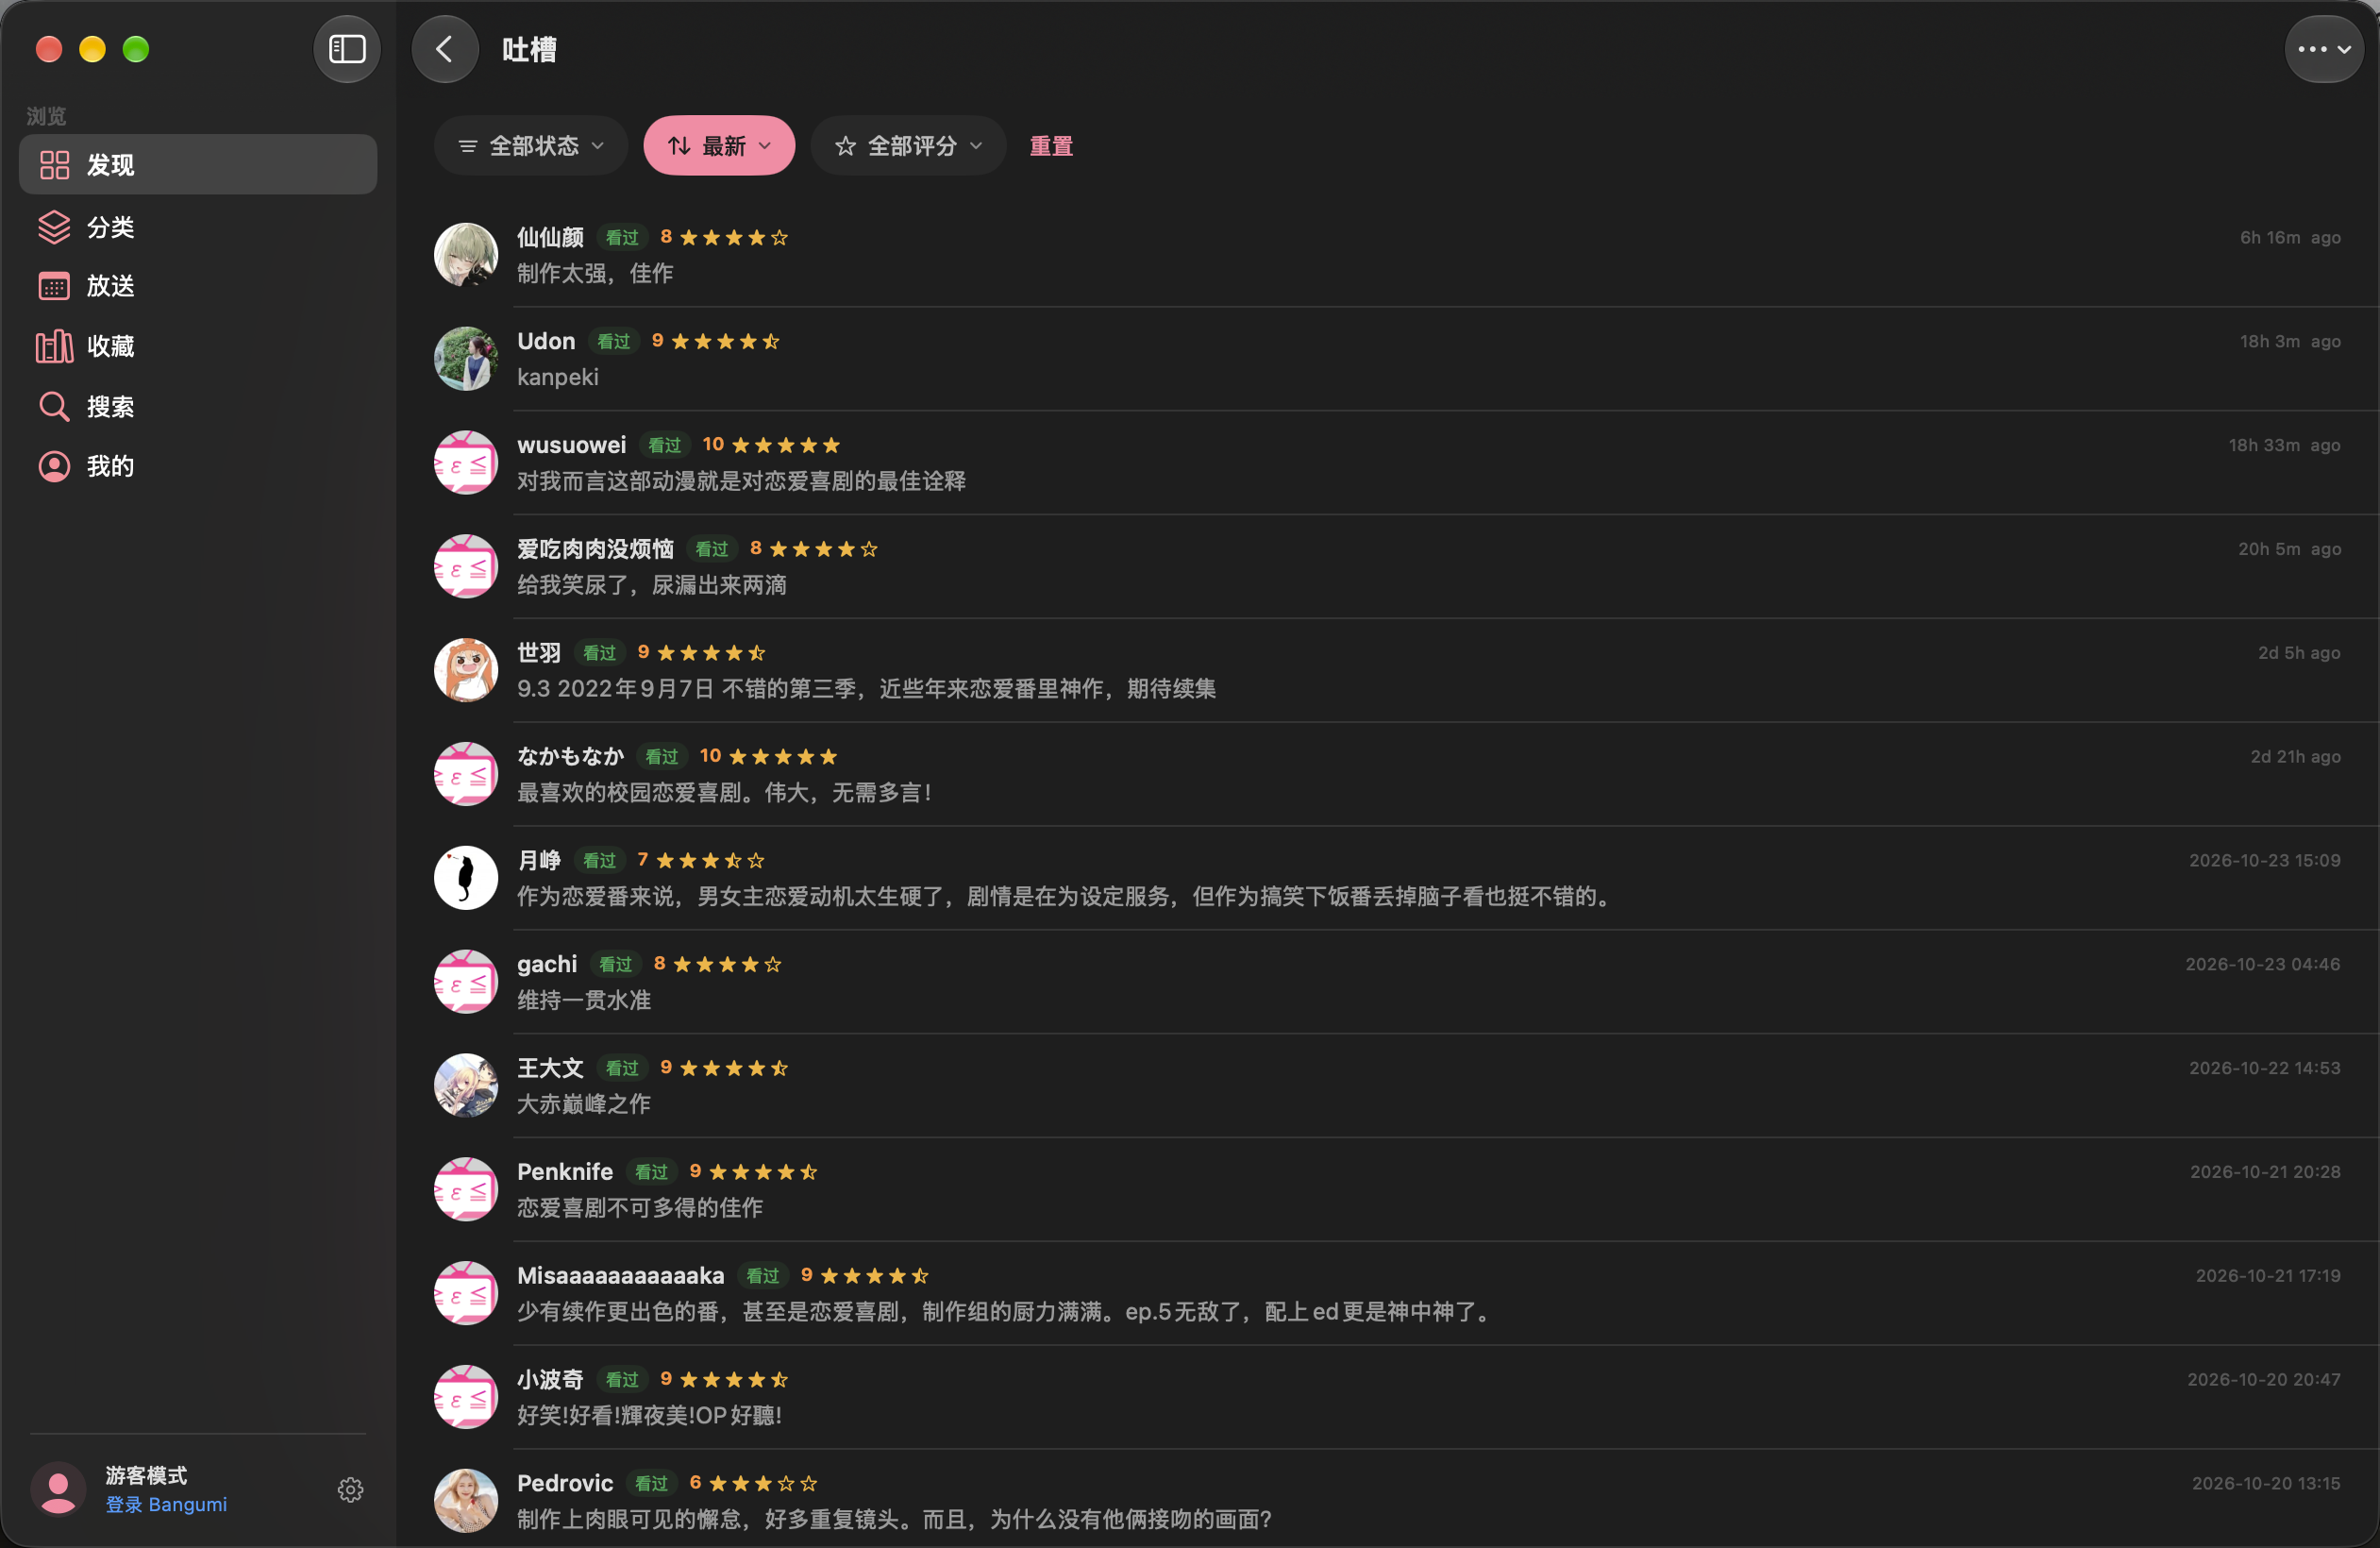 吐槽
浏览
发现
分类
放送
收藏
搜索
我的
全部状态 最新 全部评分 重置
仙仙颜 看过 8 6h 16m ago
制作太强，佳作
Udon 看过 9 18h 3m ago
kanpeki
wusuowei 看过 10 18h 33m ago
对我而言这部动漫就是对恋爱喜剧的最佳诠释
爱吃肉肉没烦恼 看过 8 20h 5m ago
给我笑尿了，尿漏出来两滴
世羽 看过 9 2d 5h ago
9.3 2022年9月7日 不错的第三季，近些年来恋爱番里神作，期待续集
なかもなか 看过 10 2d 21h ago
最喜欢的校园恋爱喜剧。伟大，无需多言！
月峥 看过 7 2026-10-23 15:09
作为恋爱番来说，男女主恋爱动机太生硬了，剧情是在为设定服务，但作为搞笑下饭番丢掉脑子看也挺不错的。
gachi 看过 8 2026-10-23 04:46
维持一贯水准
王大文 看过 9 2026-10-22 14:53
大赤巅峰之作
Penknife 看过 9 2026-10-21 20:28
恋爱喜剧不可多得的佳作
Misaaaaaaaaaaaka 看过 9 2026-10-21 17:19
少有续作更出色的番，甚至是恋爱喜剧，制作组的厨力满满。ep.5无敌了，配上ed更是神中神了。
小波奇 看过 9 2026-10-20 20:47
好笑!好看!輝夜美!OP好聽!
Pedrovic 看过 6 2026-10-20 13:15
制作上肉眼可见的懈怠，好多重复镜头。而且，为什么没有他俩接吻的画面？
游客模式
登录 Bangumi